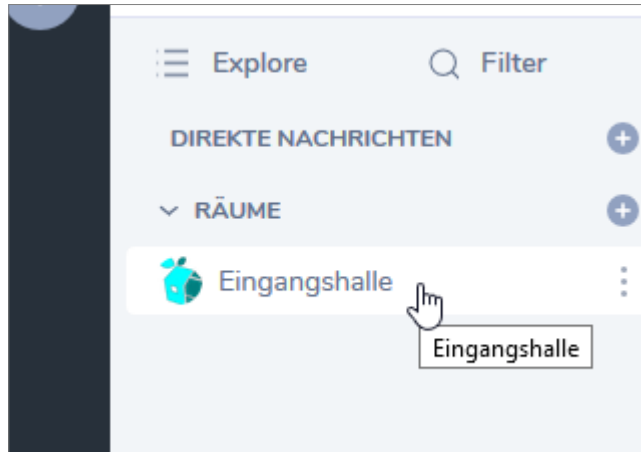 Explore Filter
DIREKTE NACHRICHTEN
RÄUME
Eingangshalle
Eingangshalle